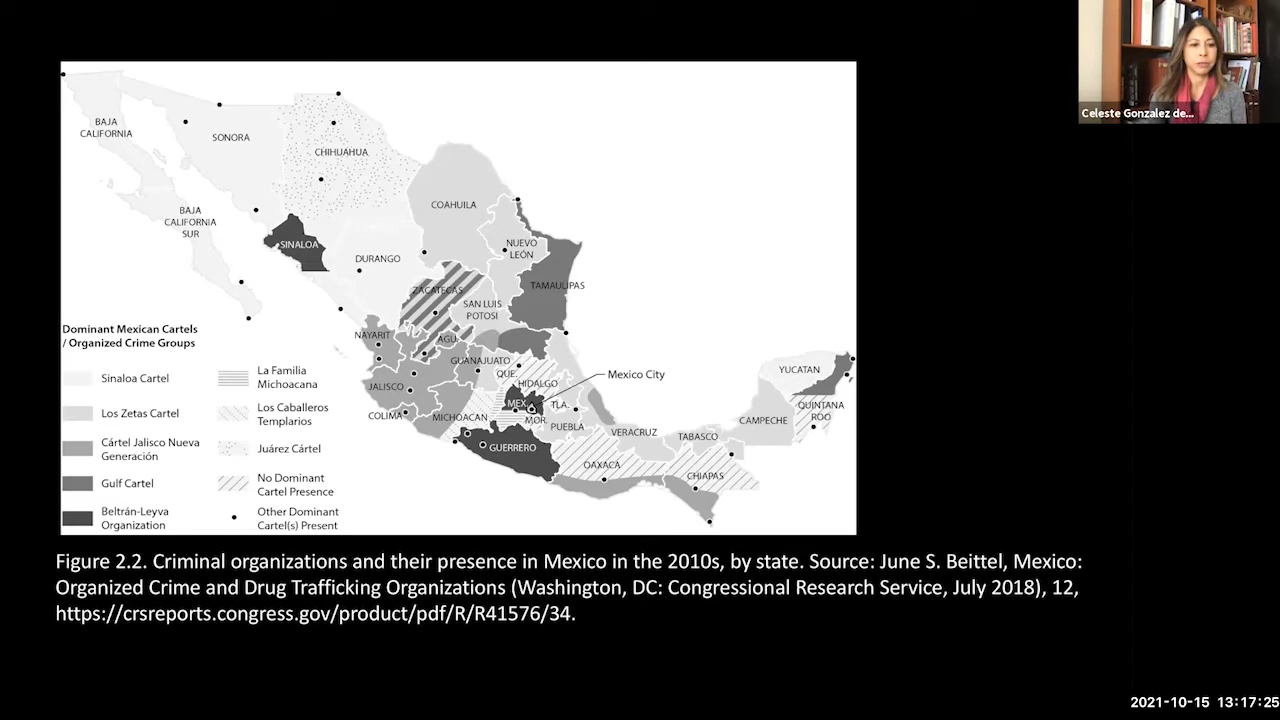 Celeste Gonzalez de...
BAJA
CALIFORNIA
SONORA
CHIHUAHUA
COAHUILA
BAJA
CALIFORNIA
SUR
SINALOA
NUEVO
LEÓN
DURANGO
TAMAULIPAS
ZACATECAS
SAN LUIS
POTOSI
NAYARIT
AGU.
GUANAJUATO
QUE.
HIDALGO
Mexico City
YUCATAN
JALISCO
COLIMA
MICHOACAN
MEX.
TLA.
MOR.
PUEBLA
VERACRUZ
TABASCO
CAMPECHE
QUINTANA
ROO
GUERRERO
OAXACA
CHIAPAS
Dominant Mexican Cartels
/ Organized Crime Groups
Sinaloa Cartel
Los Zetas Cartel
Cártel Jalisco Nueva
Generación
Gulf Cartel
Beltrán-Leyva
Organization
La Familia
Michoacana
Los Caballeros
Templarios
Juárez Cártel
No Dominant
Cartel Presence
Other Dominant
Cartel(s) Present
Figure 2.2. Criminal organizations and their presence in Mexico in the 2010s, by state. Source: June S. Beittel, Mexico:
Organized Crime and Drug Trafficking Organizations (Washington, DC: Congressional Research Service, July 2018), 12,
https://crsreports.congress.gov/product/pdf/R/R41576/34.
2021-10-15 13:17:25